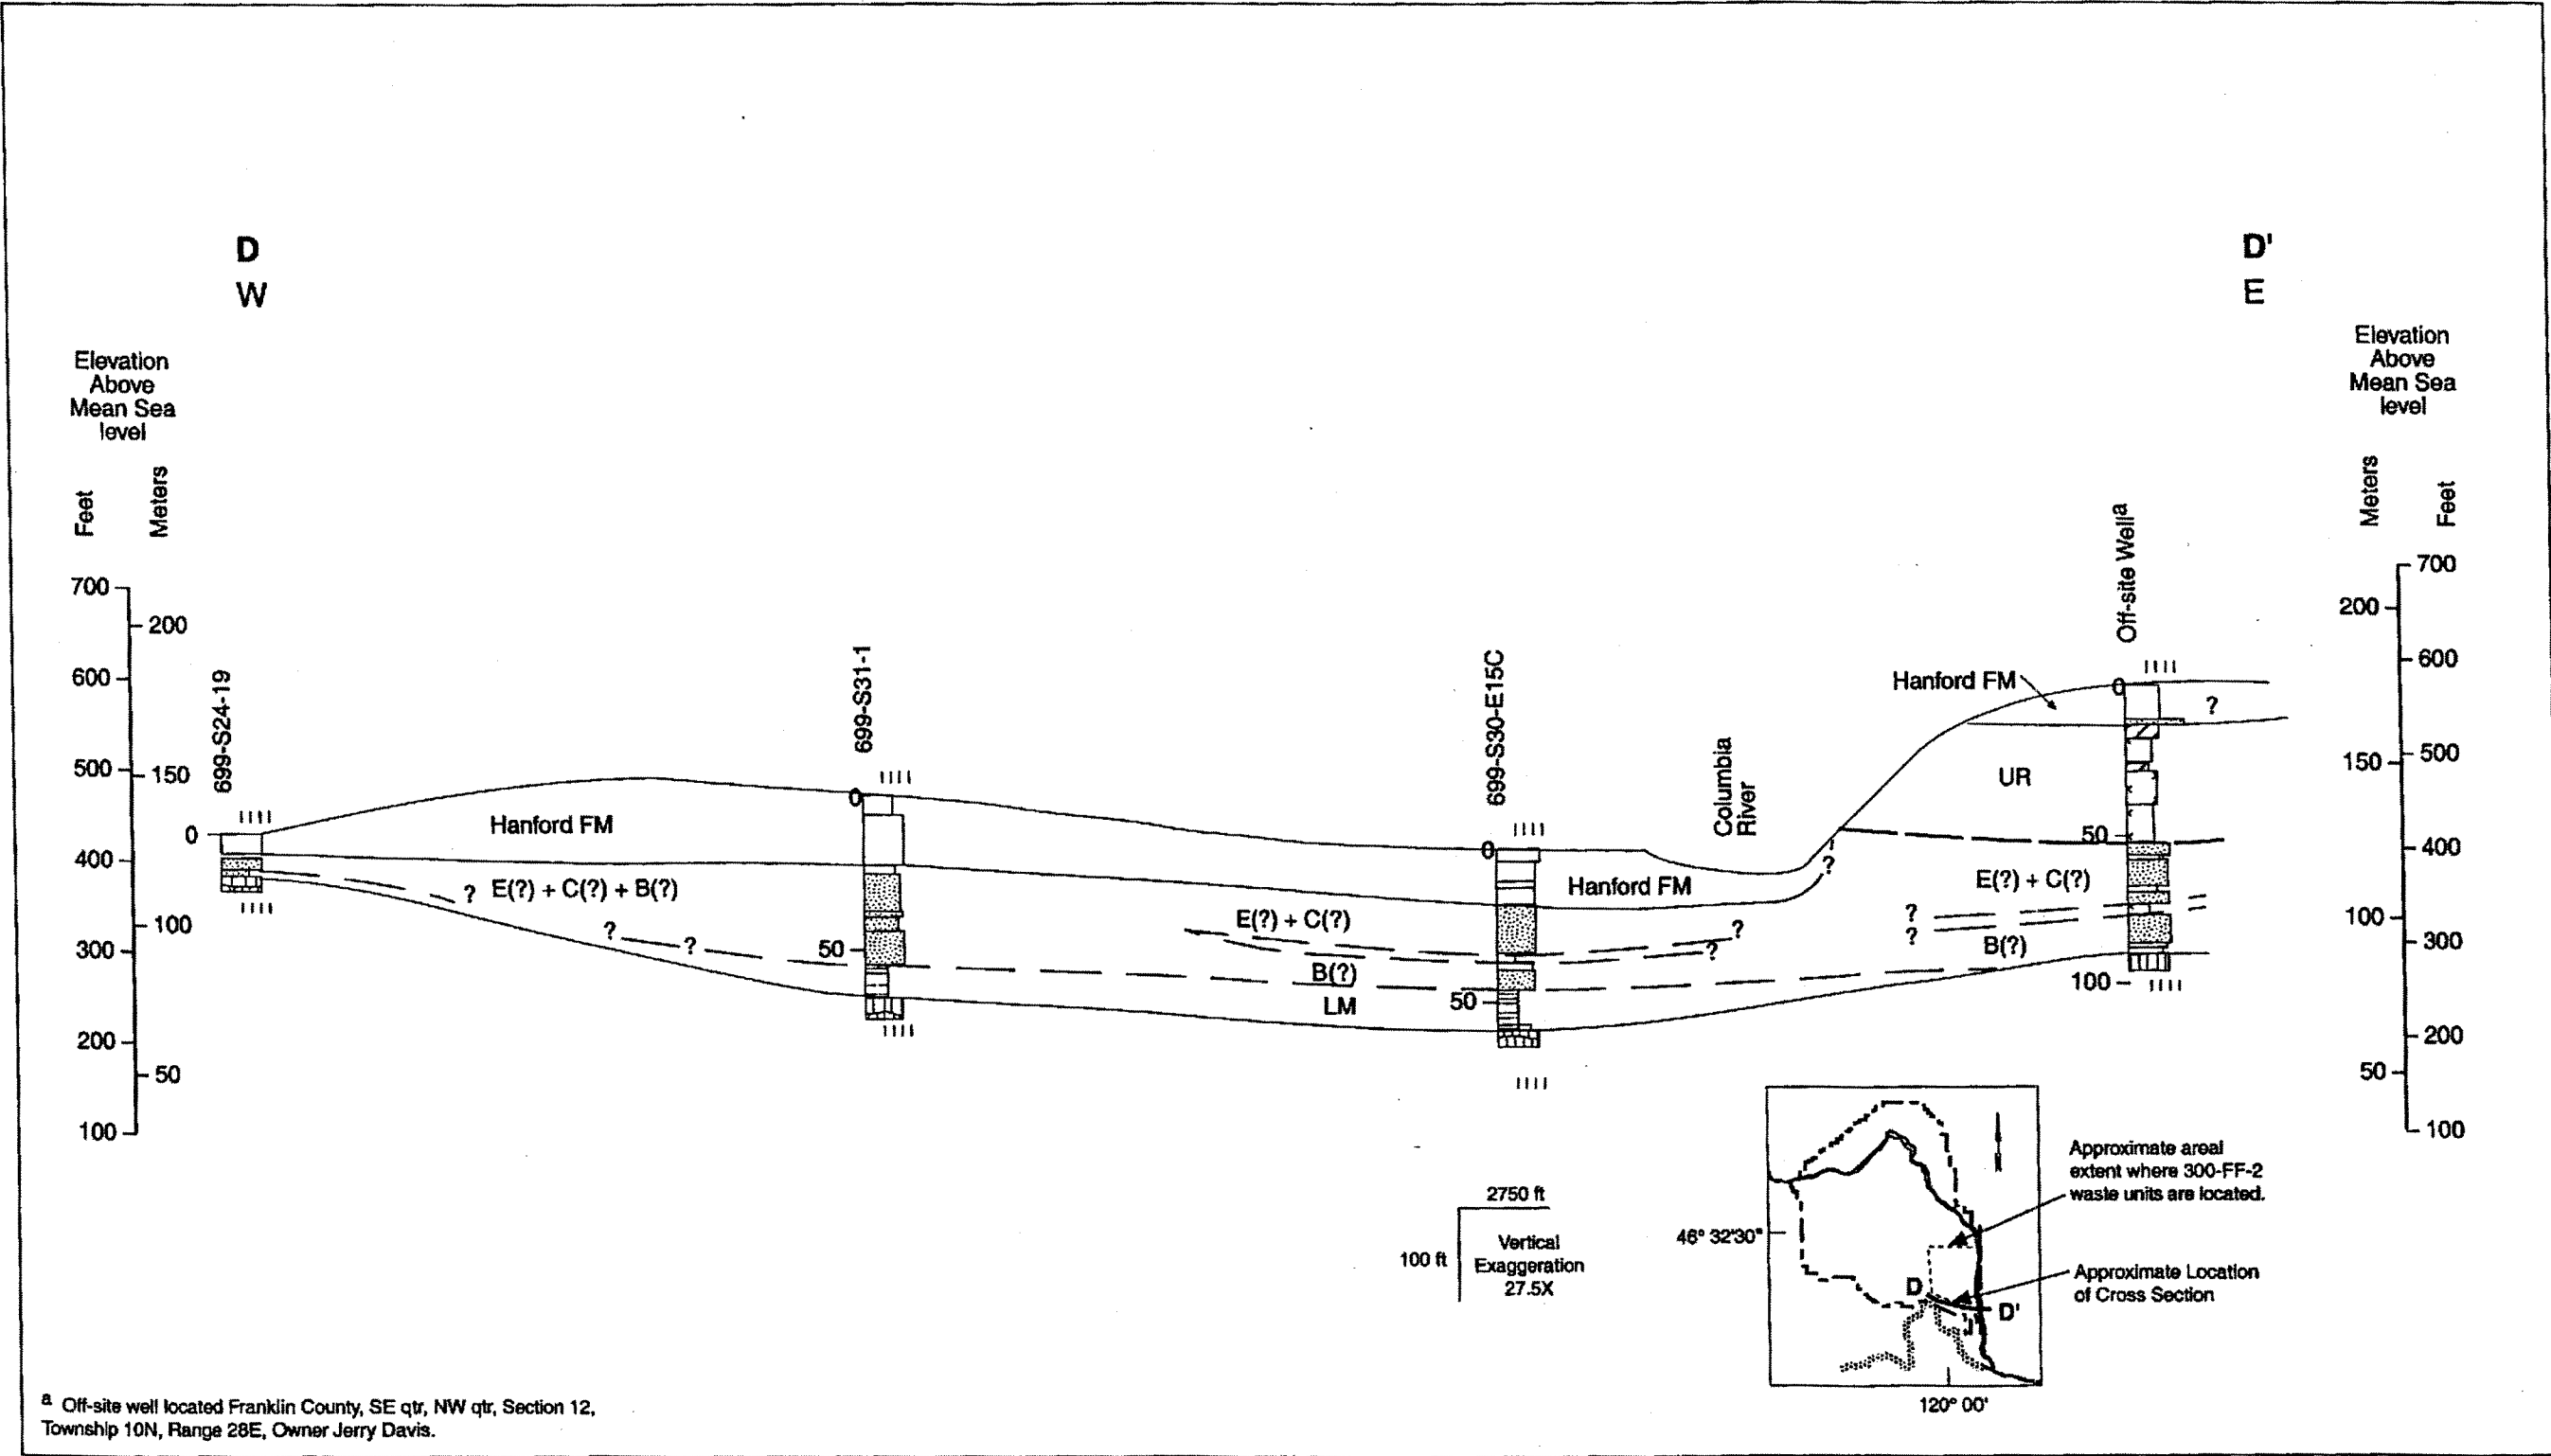 D
W
D'
E
Elevation
Above
Mean Sea
level
Feet
Meters
700
600
500
400
300
200
100
200
150
100
50
Elevation
Above
Mean Sea
level
Meters
Feet
200
150
100
50
700
600
500
400
300
200
100
699-S24-19
0
699-S31-1
0
50
699-S30-E15C
0
50
Columbia
River
Off-site Wellᵃ
0
50
100
Hanford FM
Hanford FM
Hanford FM
?
UR
?
? E(?) + C(?) + B(?)
? ?
E(?) + C(?)
? ?
B(?)
LM
E(?) + C(?)
? ?
B(?)
2750 ft
100 ft
Vertical
Exaggeration
27.5X
46° 32'30"
120° 00'
D
D'
Approximate areal
extent where 300-FF-2
waste units are located.
Approximate Location
of Cross Section
ᵃ Off-site well located Franklin County, SE qtr, NW qtr, Section 12,
Township 10N, Range 28E, Owner Jerry Davis.